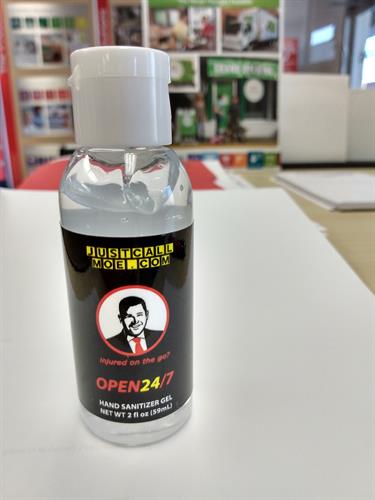 JUSTCALL
MOE.COM
injured on the go?
OPEN24/7
HAND SANITIZER GEL
NET WT 2 fl oz (59mL)